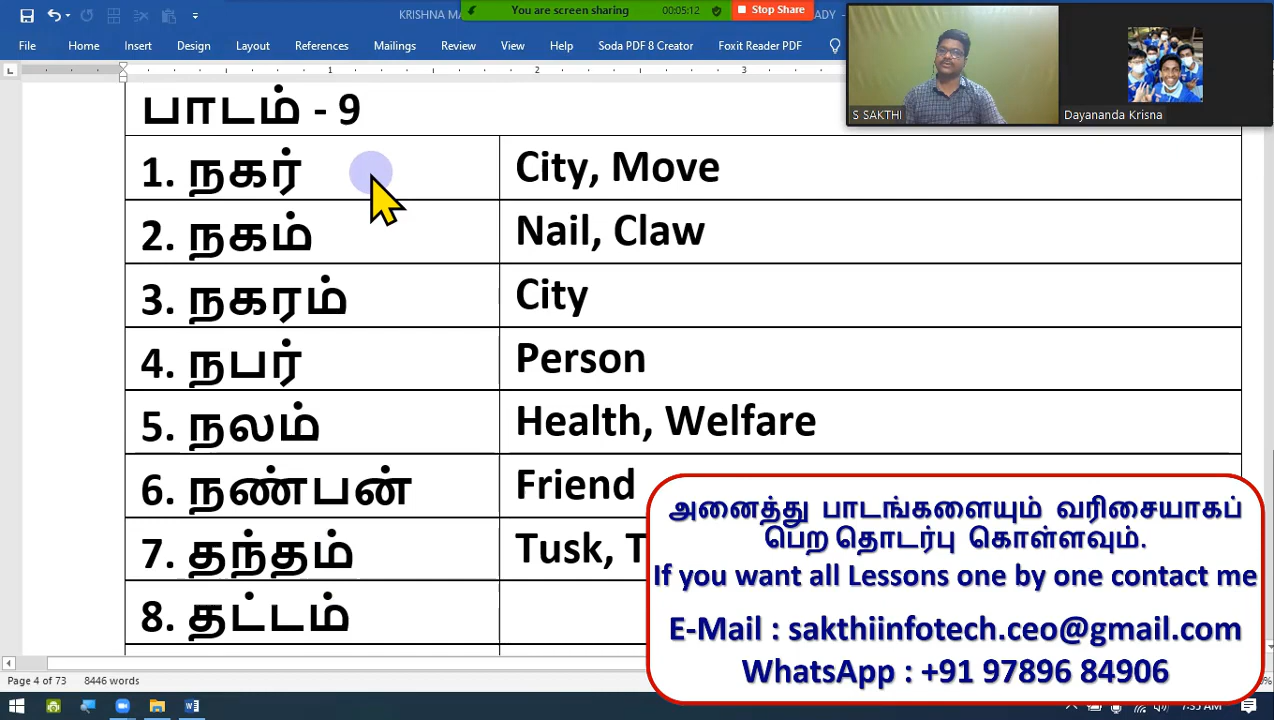 KRISHNA MA
You are screen sharing
00:05:12
Stop Share
File Home Insert Design Layout References Mailings Review View Help Soda PDF 8 Creator Foxit Reader PDF
1 2 3
S SAKTHI
Dayananda Krisna
பாடம் - 9
1. நகர் City, Move
2. நகம் Nail, Claw
3. நகரம் City
4. நபர் Person
5. நலம் Health, Welfare
6. நண்பன் Friend
7. தந்தம் Tusk, T
8. தட்டம்
அனைத்து பாடங்களையும் வரிசையாகப்
பெற தொடர்பு கொள்ளவும்.
If you want all Lessons one by one contact me
E-Mail : sakthiinfotech.ceo@gmail.com
WhatsApp : +91 97896 84906
Page 4 of 73 8446 words